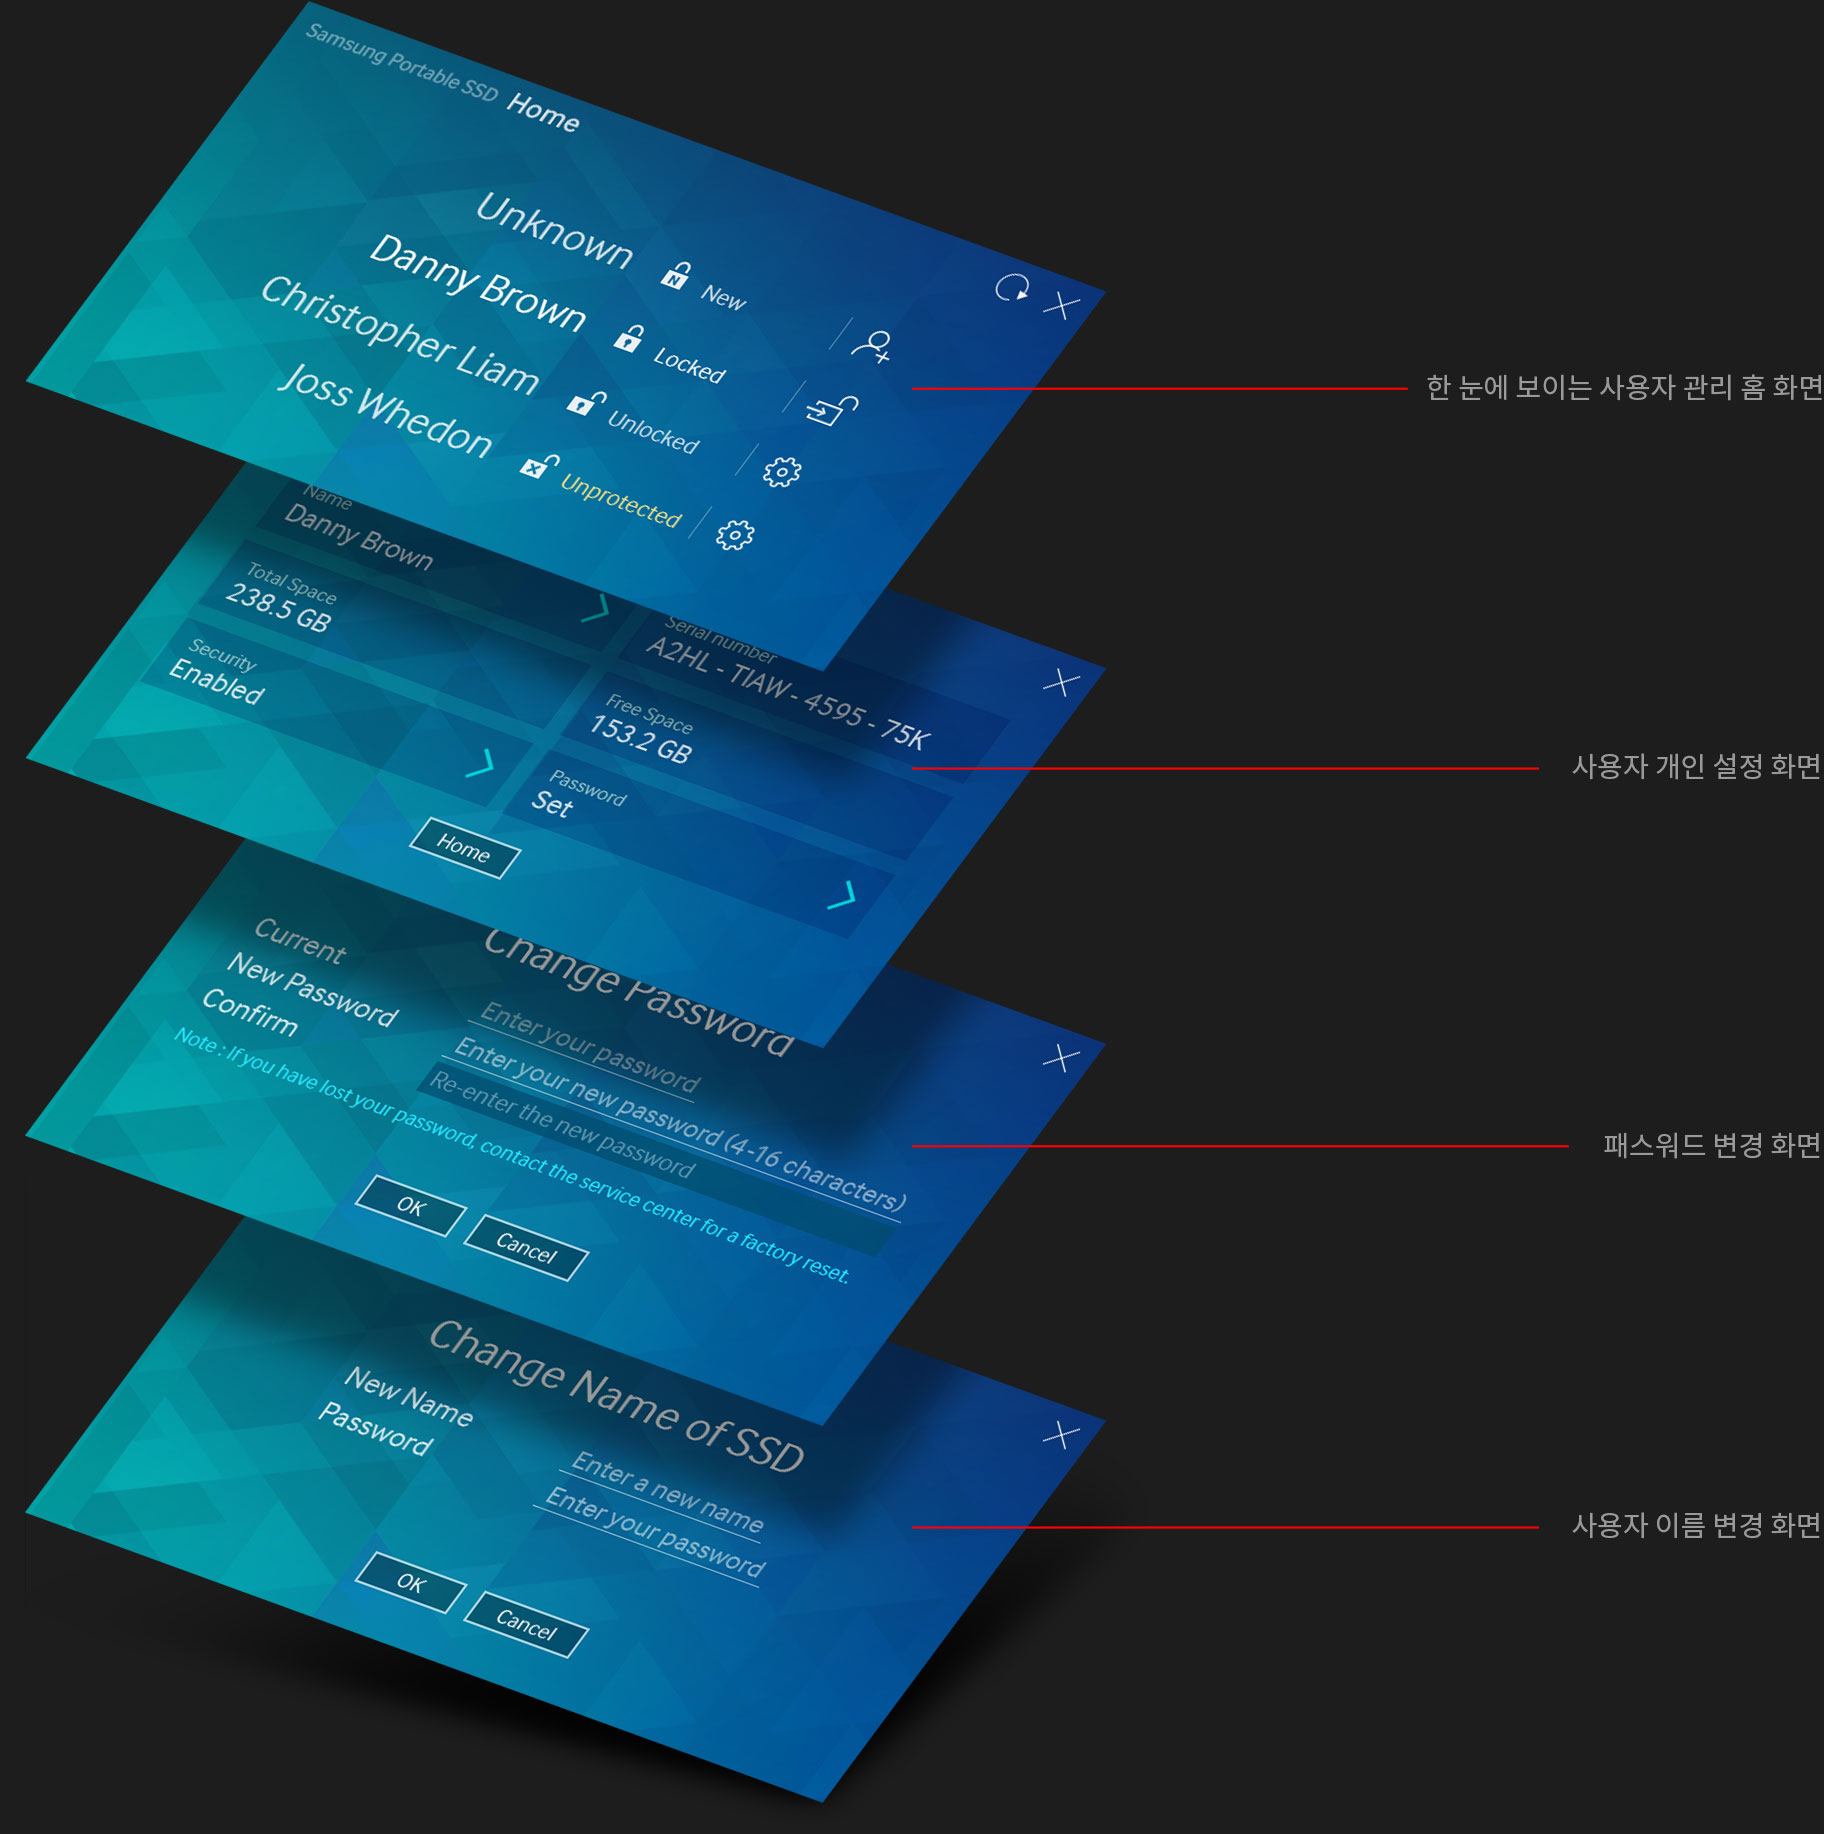 Samsung Portable SSD Home
Unknown
New
Danny Brown
Locked
Christopher Liam
Unlocked
Joss Whedon
Unprotected
한 눈에 보이는 사용자 관리 홈 화면
Name
Danny Brown
Serial number
A2HL - TIAW - 4595 - 75K
Total Space
238.5 GB
Free Space
153.2 GB
Security
Enabled
Password
Set
Home
사용자 개인 설정 화면
Change Password
Current
Enter your password
New Password
Enter your new password (4-16 characters)
Confirm
Re-enter the new password
Note : If you have lost your password, contact the service center for a factory reset.
OK
Cancel
패스워드 변경 화면
Change Name of SSD
New Name
Enter a new name
Password
Enter your password
OK
Cancel
사용자 이름 변경 화면